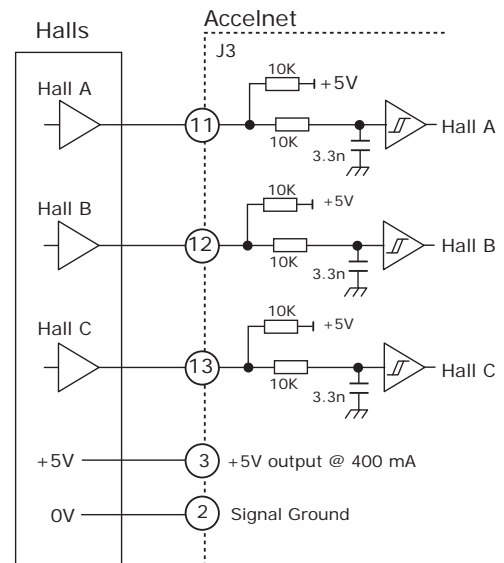 Accelnet
Halls
J3
10K
+5V
Hall A
11
10K
3.3n
Hall A
10K
+5V
Hall B
12
10K
3.3n
Hall B
10K
+5V
Hall C
13
10K
3.3n
Hall C
+5V
3
+5V output @ 400 mA
0V
2
Signal Ground